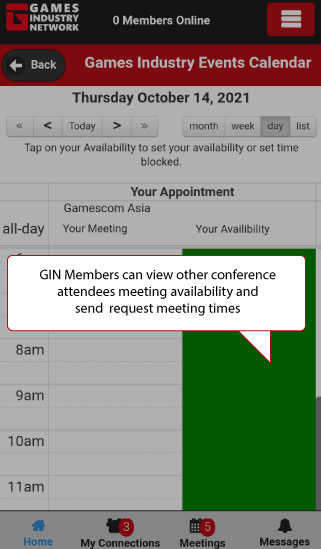 GAMES
INDUSTRY
NETWORK
0 Members Online
Back
Games Industry Events Calendar
Thursday October 14, 2021
« < Today > »
month week day list
Tap on your Availability to set your availability or set time
blocked.
Your Appointment
Gamescom Asia
all-day Your Meeting Your Availibility
GIN Members can view other conference
attendees meeting availability and
send request meeting times
8am
9am
10am
11am
3 5
Home My Connections Meetings Messages